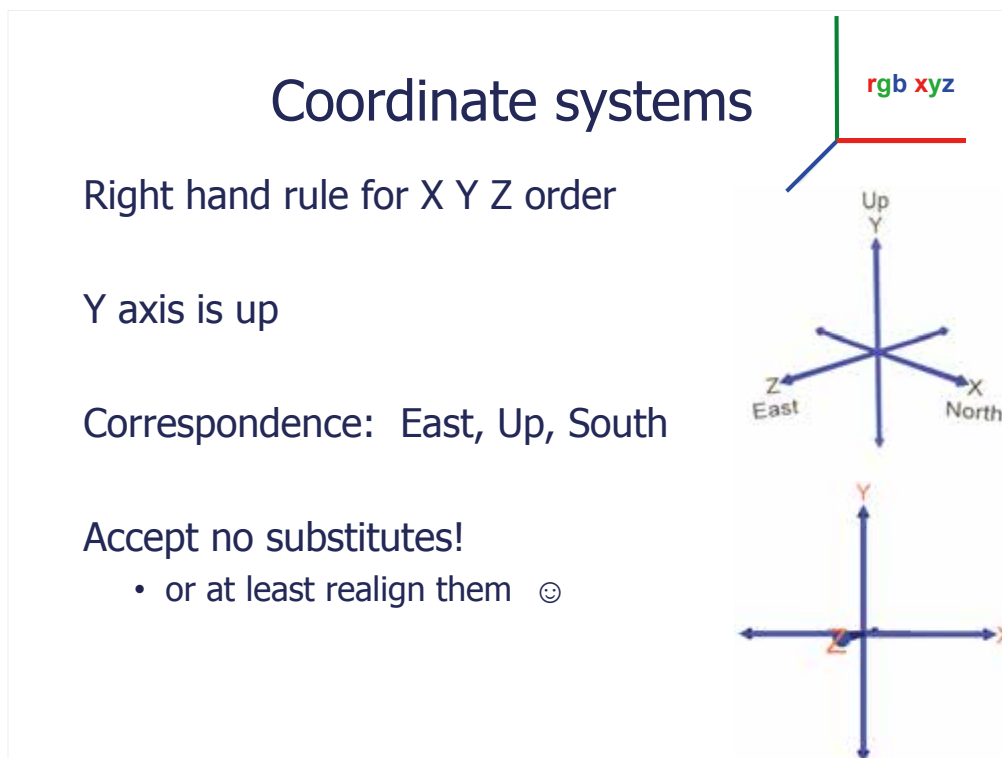 Coordinate systems
rgb xyz
Right hand rule for X Y Z order
Y axis is up
Correspondence:  East, Up, South
Accept no substitutes!
• or at least realign them ☺
Up
Y
Z
East
X
North
Y
Z
X